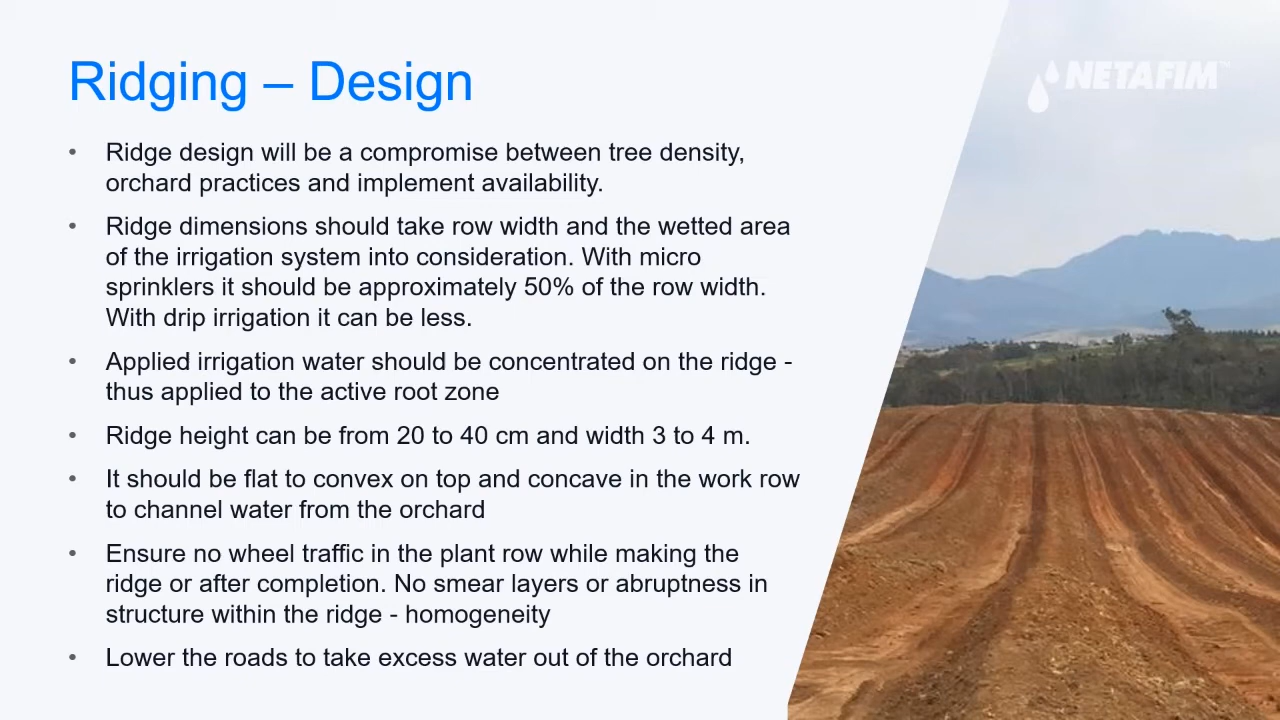 Ridging – Design
NETAFIM™
• Ridge design will be a compromise between tree density,
orchard practices and implement availability.
• Ridge dimensions should take row width and the wetted area
of the irrigation system into consideration. With micro
sprinklers it should be approximately 50% of the row width.
With drip irrigation it can be less.
• Applied irrigation water should be concentrated on the ridge -
thus applied to the active root zone
• Ridge height can be from 20 to 40 cm and width 3 to 4 m.
• It should be flat to convex on top and concave in the work row
to channel water from the orchard
• Ensure no wheel traffic in the plant row while making the
ridge or after completion. No smear layers or abruptness in
structure within the ridge - homogeneity
• Lower the roads to take excess water out of the orchard